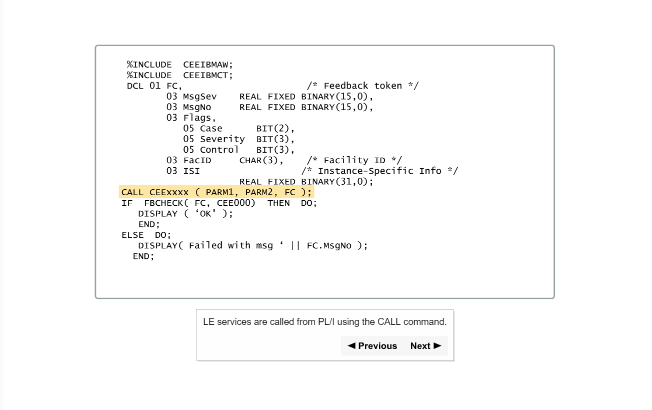 %INCLUDE CEEIBMAW;
%INCLUDE CEEIBMCT;
DCL 01 FC, /* Feedback token */
03 MsgSev REAL FIXED BINARY(15,0),
03 MsgNo REAL FIXED BINARY(15,0),
03 Flags,
05 Case BIT(2),
05 Severity BIT(3),
05 Control BIT(3),
03 FacID CHAR(3), /* Facility ID */
03 ISI /* Instance-Specific Info */
REAL FIXED BINARY(31,0);
CALL CEExxxx ( PARM1, PARM2, FC );
IF FBCHECK( FC, CEE000) THEN DO;
DISPLAY ( ‘OK' );
END;
ELSE DO;
DISPLAY( Failed with msg ‘ || FC.MsgNo );
END;
LE services are called from PL/I using the CALL command.
◄ Previous Next ►